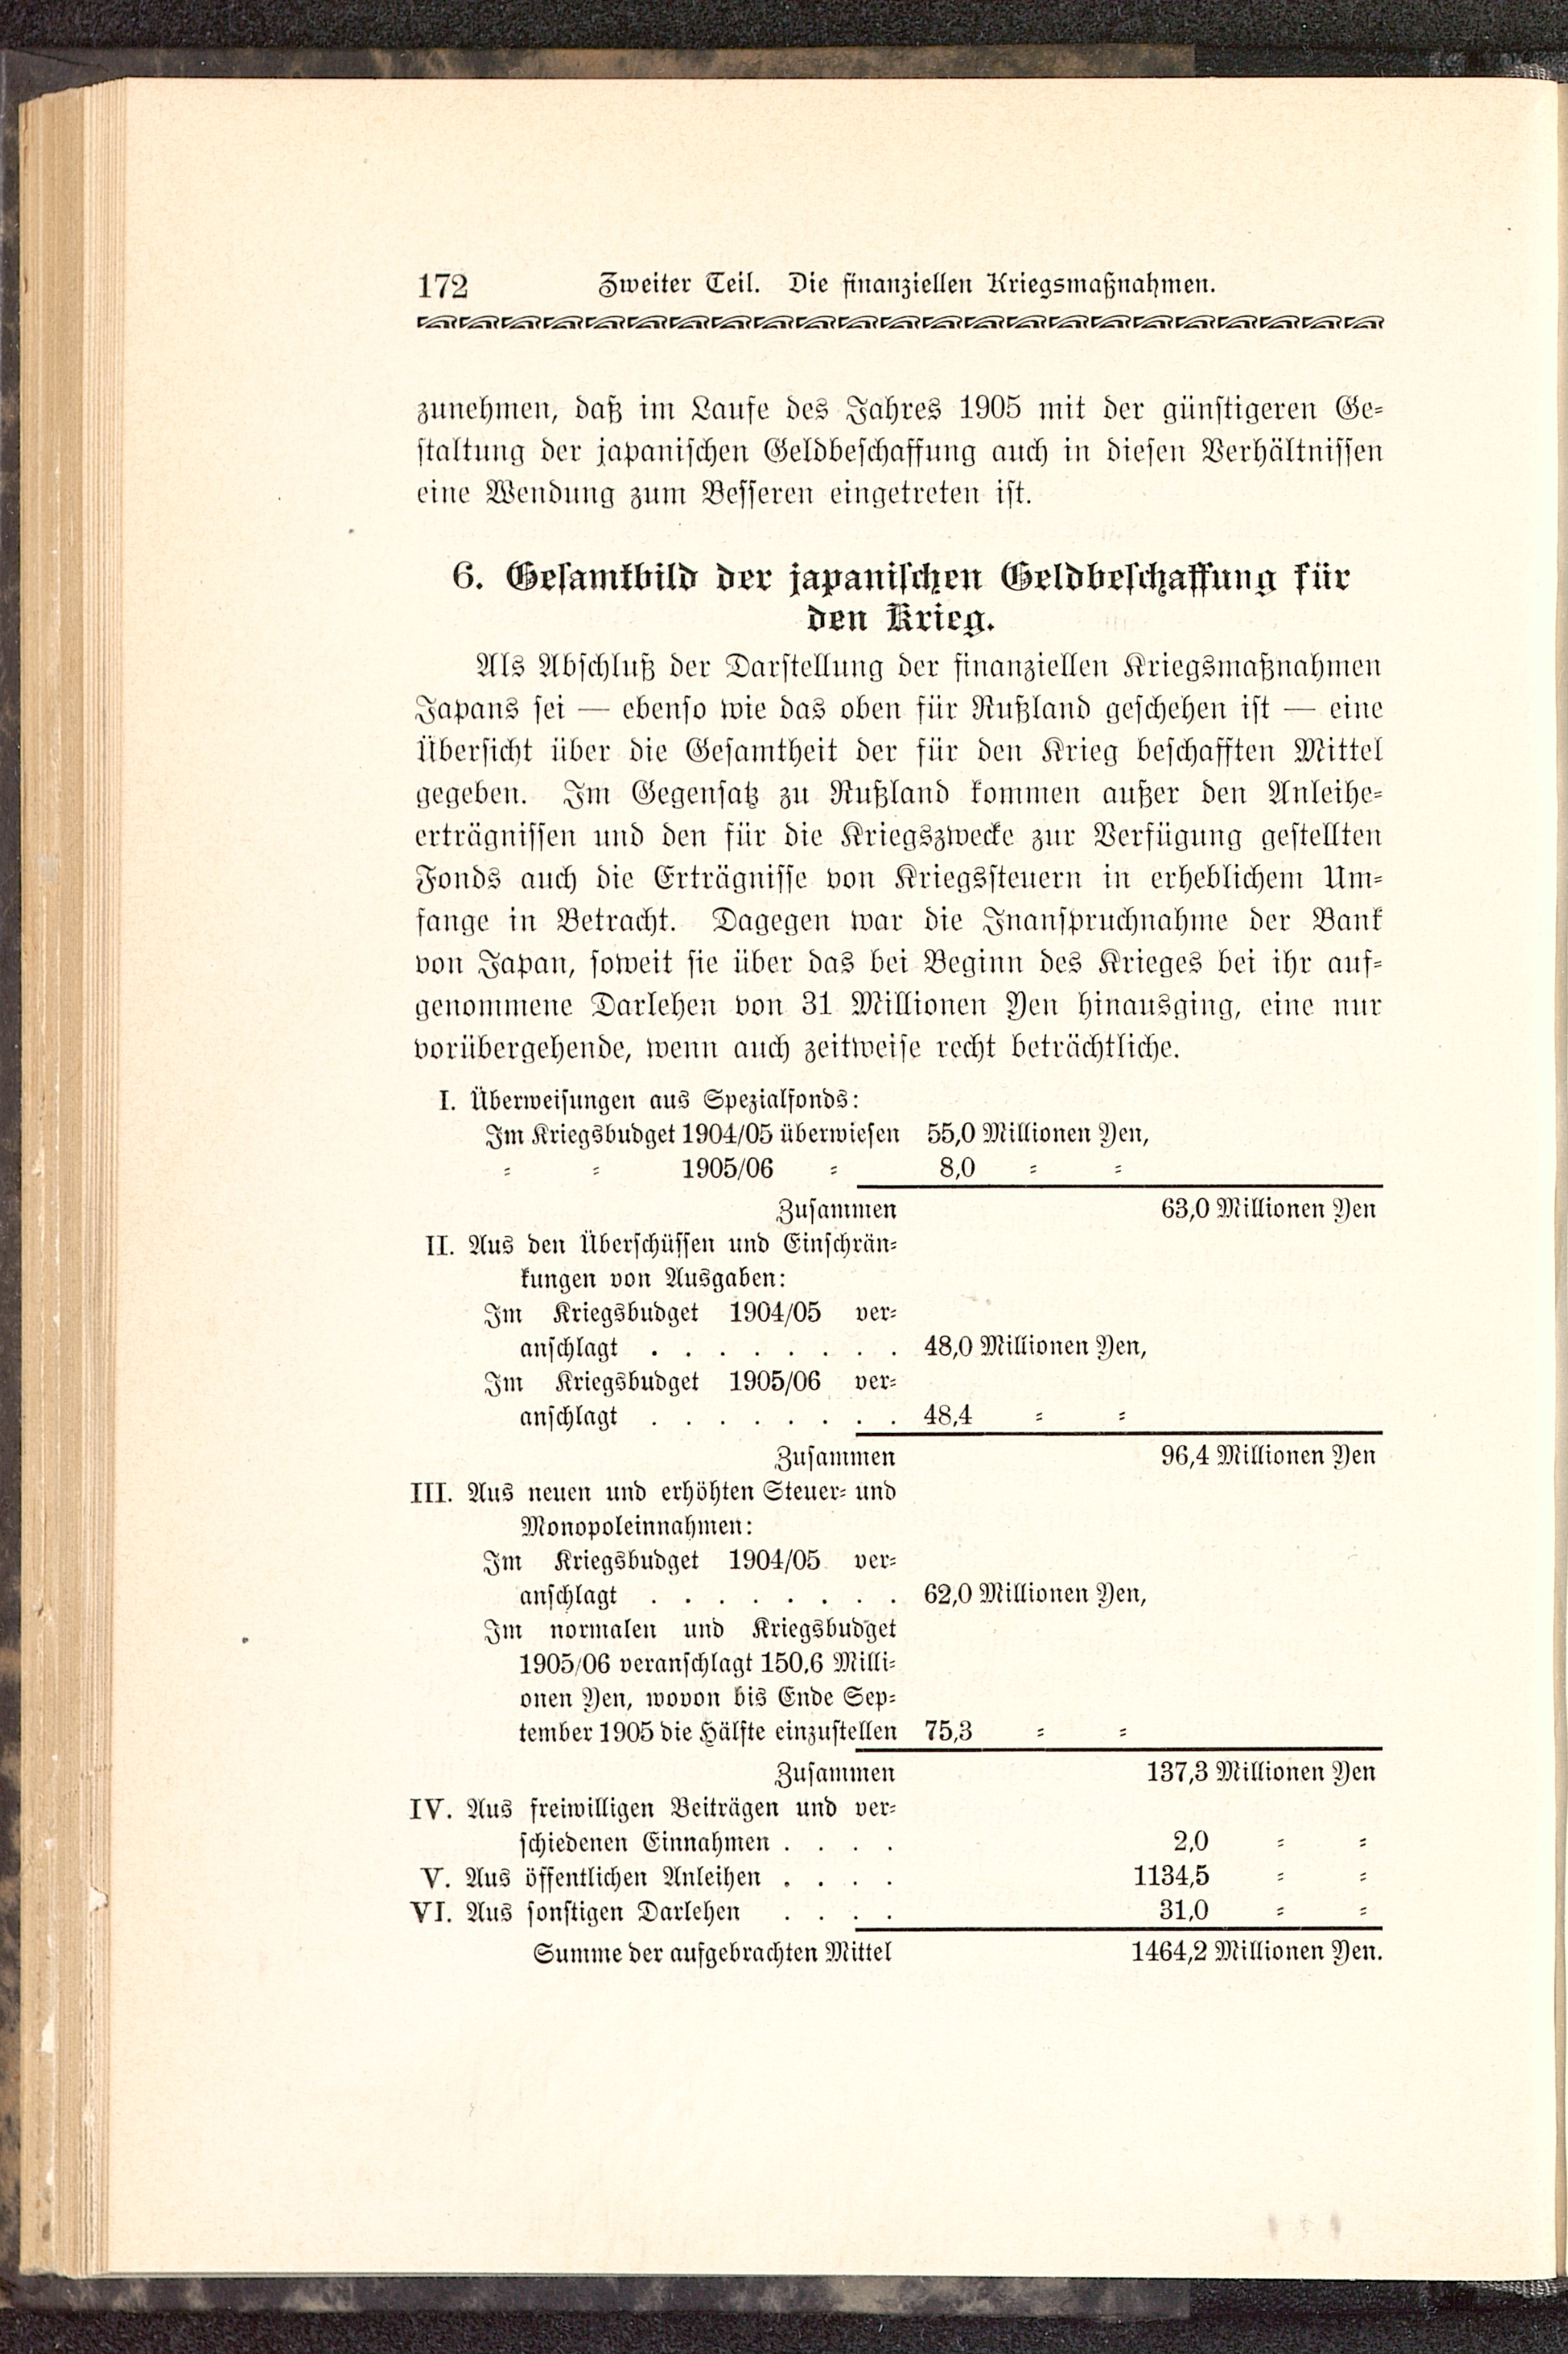 172 Zweiter Teil. Die finanziellen Kriegsmaßnahmen.
zunehmen, daß im Laufe des Jahres 1905 mit der günstigeren Ge-
staltung der japanischen Geldbeschaffung auch in diesen Verhältnissen
eine Wendung zum Besseren eingetreten ist.
6. Gesamtbild der japanischen Geldbeschaffung für
den Krieg.
Als Abschluß der Darstellung der finanziellen Kriegsmaßnahmen
Japans sei — ebenso wie das oben für Rußland geschehen ist — eine
Übersicht über die Gesamtheit der für den Krieg beschafften Mittel
gegeben. Im Gegensatz zu Rußland kommen außer den Anleihe-
erträgnissen und den für die Kriegszwecke zur Verfügung gestellten
Fonds auch die Erträgnisse von Kriegssteuern in erheblichem Um-
fange in Betracht. Dagegen war die Inanspruchnahme der Bank
von Japan, soweit sie über das bei Beginn des Krieges bei ihr auf-
genommene Darlehen von 31 Millionen Yen hinausging, eine nur
vorübergehende, wenn auch zeitweise recht beträchtliche.
I. Überweisungen aus Spezialfonds:
Im Kriegsbudget 1904/05 überwiesen 55,0 Millionen Yen,
= = 1905/06 = 8,0 = =
Zusammen 63,0 Millionen Yen
II. Aus den Überschüssen und Einschrän-
kungen von Ausgaben:
Im Kriegsbudget 1904/05 ver-
anschlagt . . . . . . . . 48,0 Millionen Yen,
Im Kriegsbudget 1905/06 ver-
anschlagt . . . . . . . . 48,4 = =
Zusammen 96,4 Millionen Yen
III. Aus neuen und erhöhten Steuer- und
Monopoleinnahmen:
Im Kriegsbudget 1904/05 ver-
anschlagt . . . . . . . . 62,0 Millionen Yen,
Im normalen und Kriegsbudget
1905/06 veranschlagt 150,6 Milli-
onen Yen, wovon bis Ende Sep-
tember 1905 die Hälfte einzustellen 75,3 = =
Zusammen 137,3 Millionen Yen
IV. Aus freiwilligen Beiträgen und ver-
schiedenen Einnahmen . . . . 2,0 = =
V. Aus öffentlichen Anleihen . . . . 1134,5 = =
VI. Aus sonstigen Darlehen . . . . 31,0 = =
Summe der aufgebrachten Mittel 1464,2 Millionen Yen.